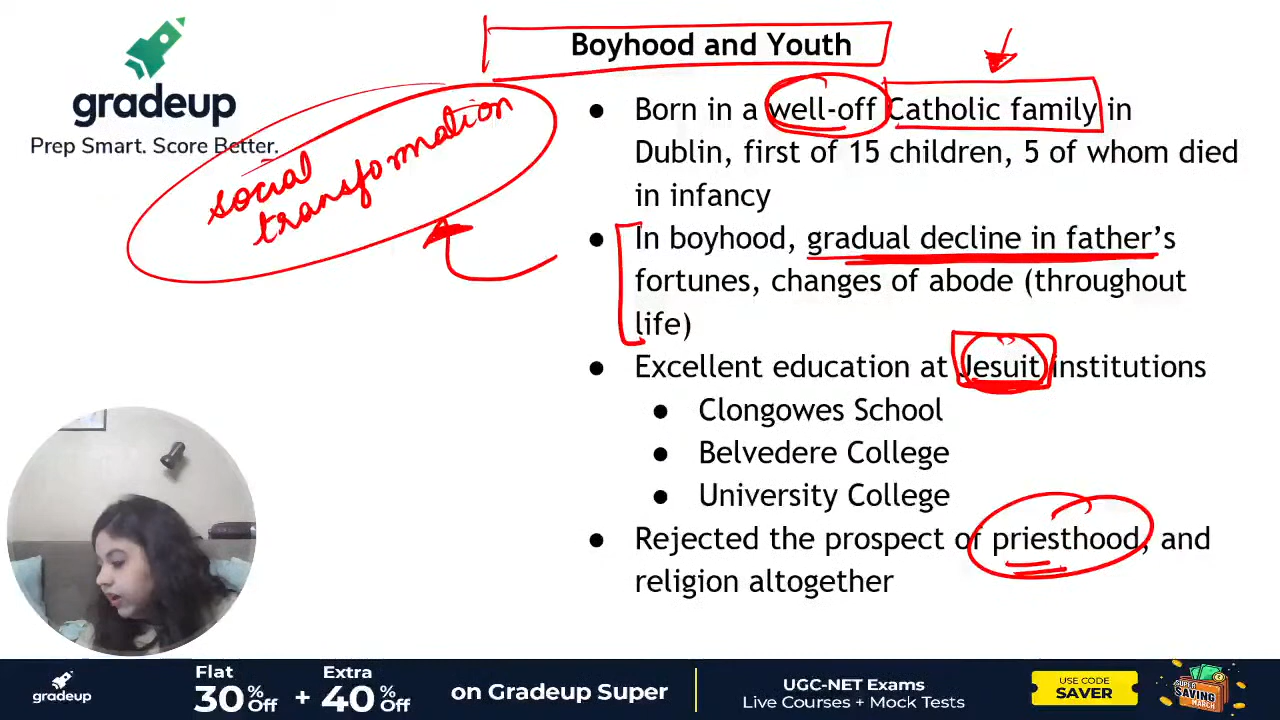 gradeup
Prep Smart. Score Better.
social
transformation
Boyhood and Youth
● Born in a well-off Catholic family in
Dublin, first of 15 children, 5 of whom died
in infancy
● In boyhood, gradual decline in father's
fortunes, changes of abode (throughout
life)
● Excellent education at Jesuit institutions
● Clongowes School
● Belvedere College
● University College
● Rejected the prospect of priesthood, and
religion altogether
gradeup
Flat 30% Off + Extra 40% Off on Gradeup Super
UGC-NET Exams
Live Courses + Mock Tests
USE CODE
SAVER
SUPER
SAVING
MARCH